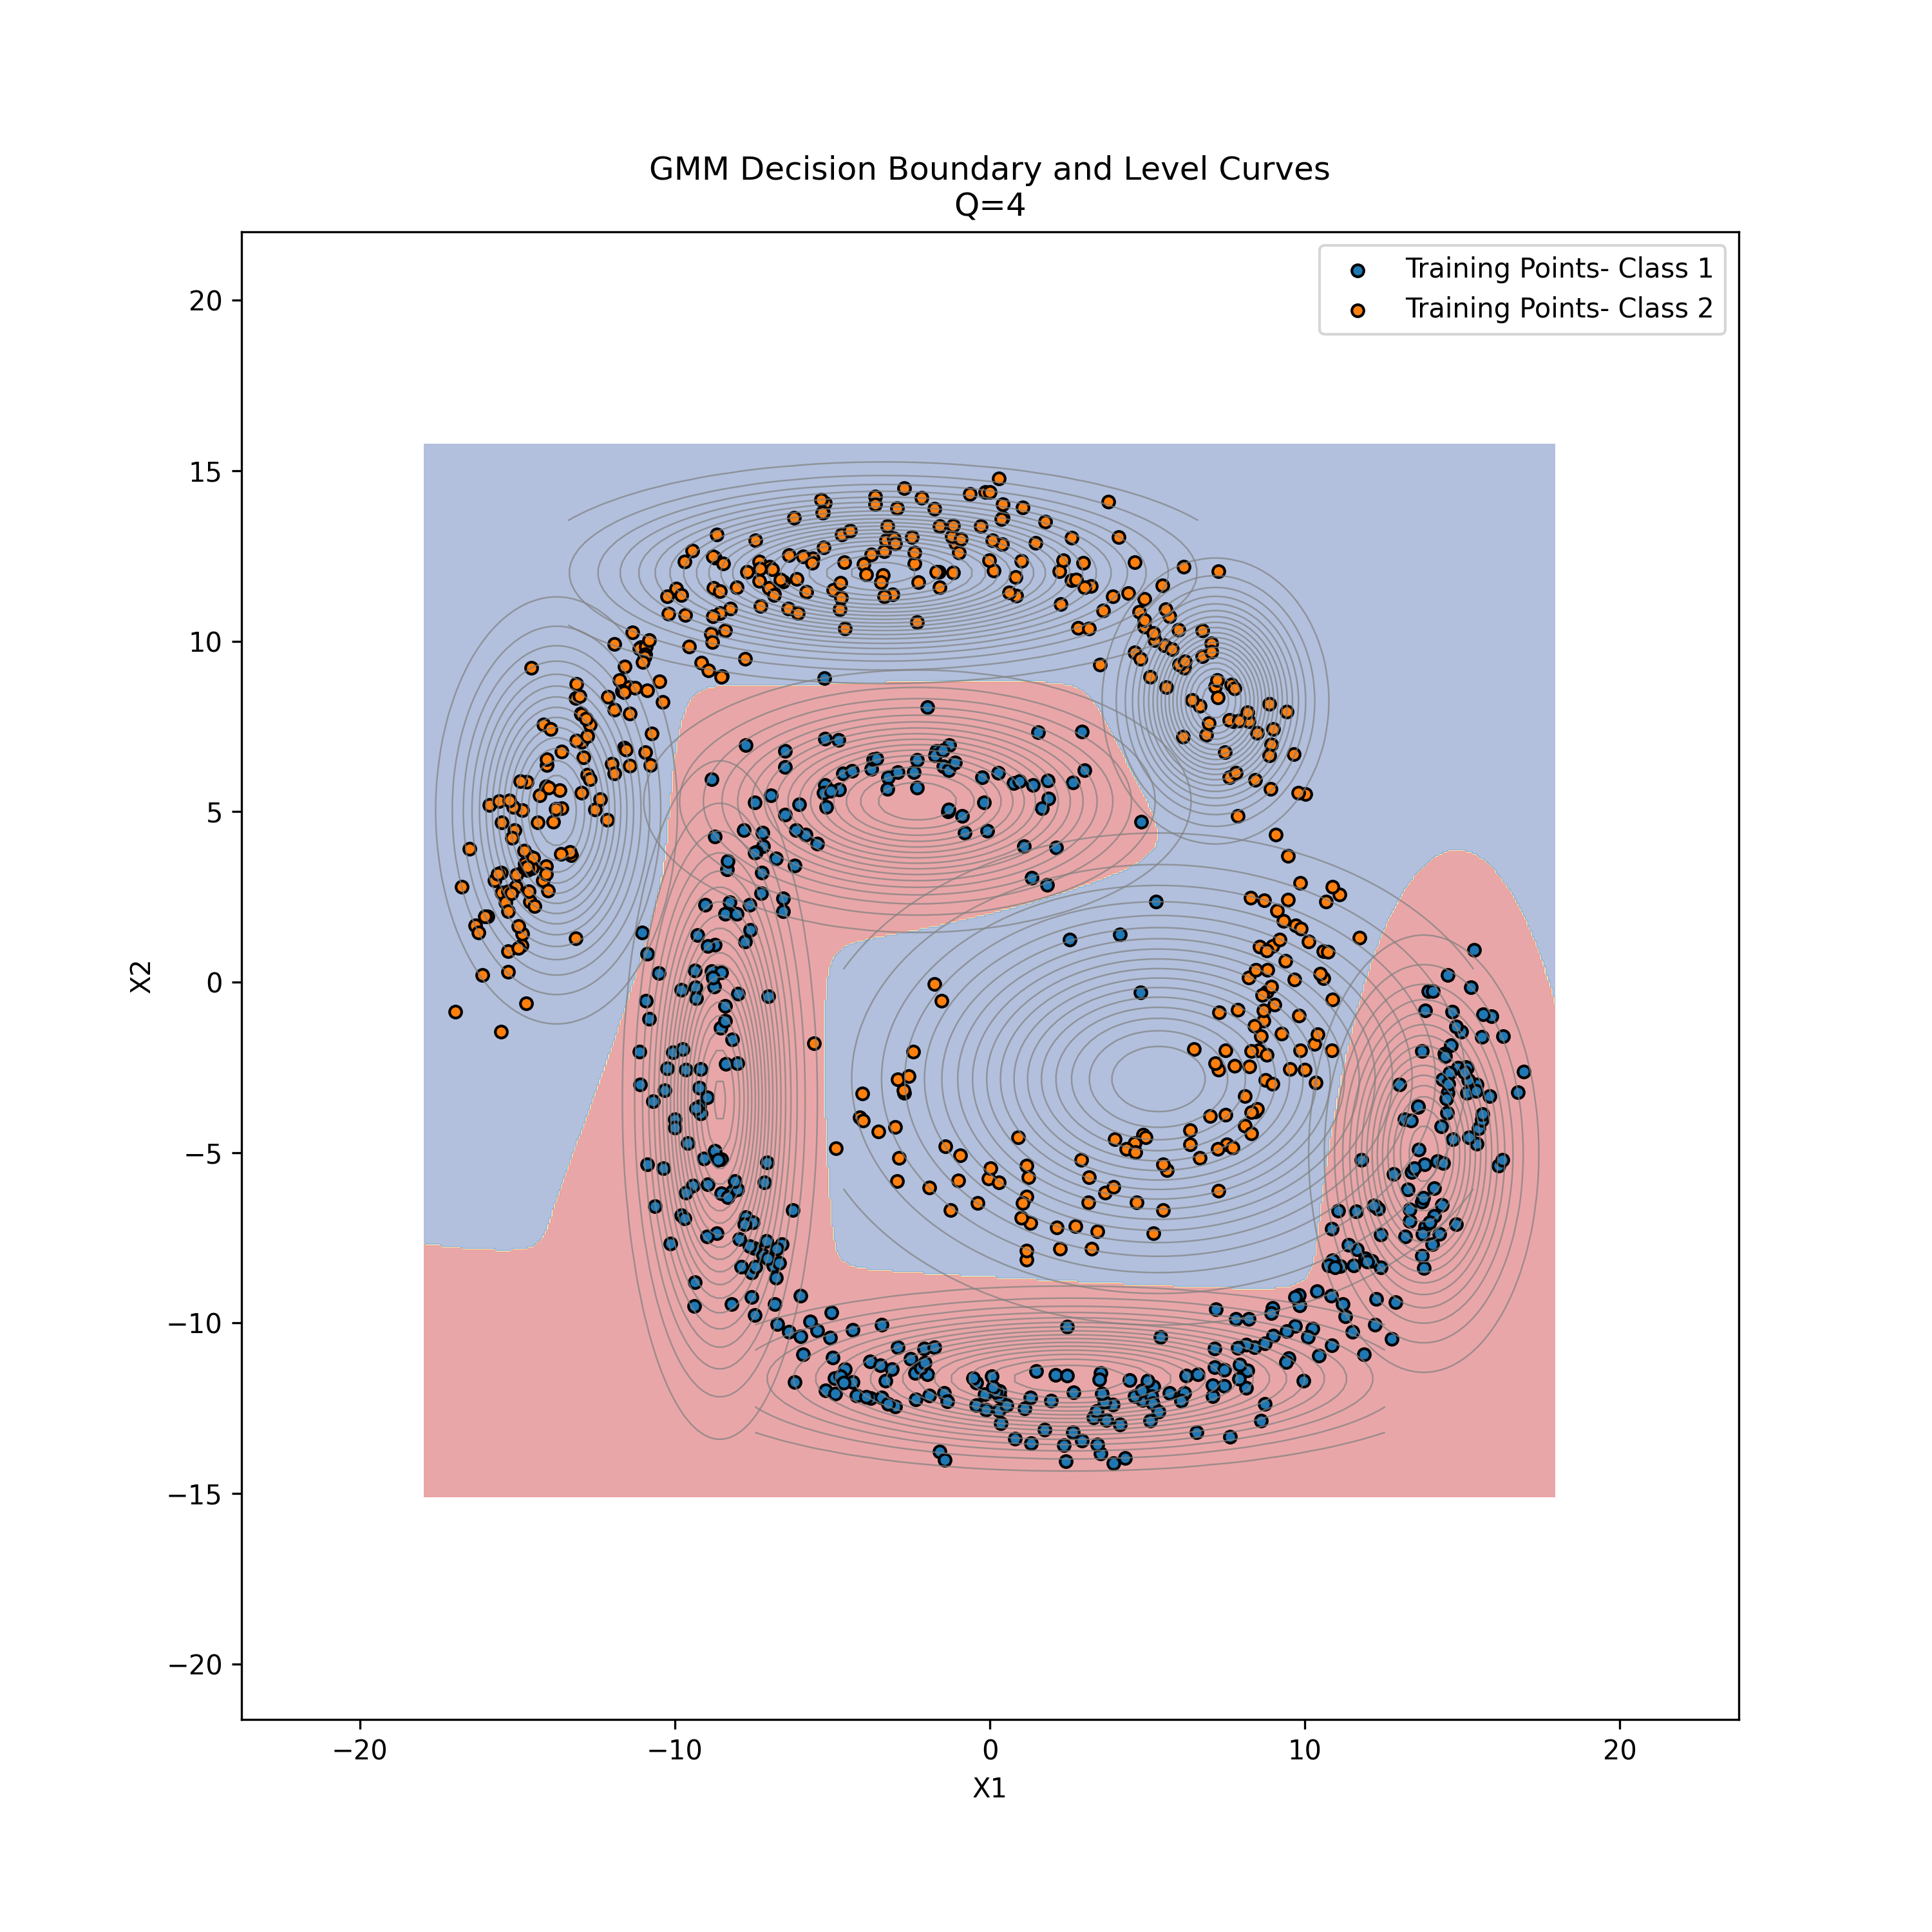 GMM Decision Boundary and Level Curves
Q=4
Training Points- Class 1
Training Points- Class 2
20
15
10
5
0
−5
−10
−15
−20
X2
−20
−10
0
10
20
X1